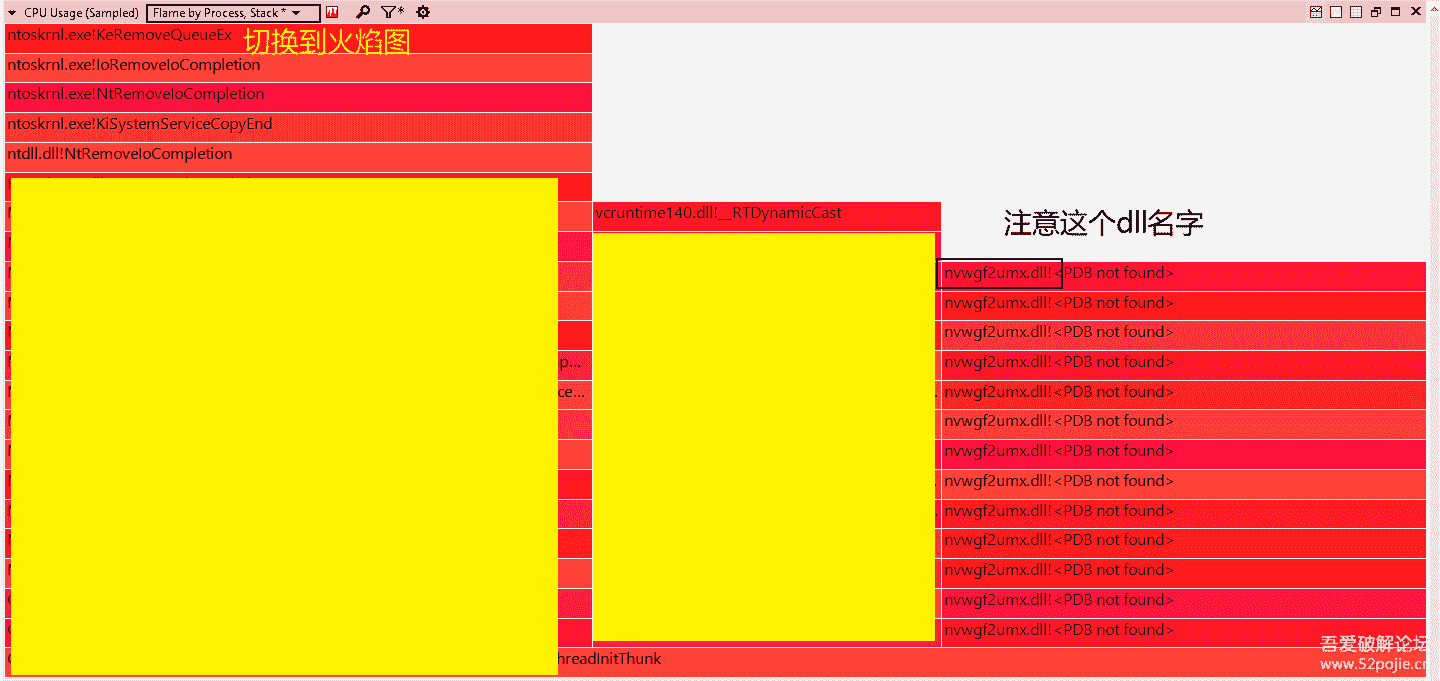 CPU Usage (Sampled) Flame by Process, Stack *
ntoskrnl.exe!KeRemoveQueueEx
切换到火焰图
ntoskrnl.exe!IoRemoveIoCompletion
ntoskrnl.exe!NtRemoveIoCompletion
ntoskrnl.exe!KiSystemServiceCopyEnd
ntdll.dll!NtRemoveIoCompletion
vcruntime140.dll!__RTDynamicCast
注意这个dll名字
nvwgf2umx.dll!<PDB not found>
nvwgf2umx.dll!<PDB not found>
nvwgf2umx.dll!<PDB not found>
p...
nvwgf2umx.dll!<PDB not found>
ce...
nvwgf2umx.dll!<PDB not found>
nvwgf2umx.dll!<PDB not found>
nvwgf2umx.dll!<PDB not found>
nvwgf2umx.dll!<PDB not found>
nvwgf2umx.dll!<PDB not found>
nvwgf2umx.dll!<PDB not found>
nvwgf2umx.dll!<PDB not found>
nvwgf2umx.dll!<PDB not found>
nvwgf2umx.dll!<PDB not found>
hreadInitThunk
吾爱破解论坛
www.52pojie.cn